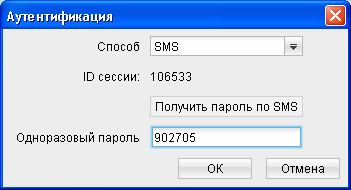 Аутентификация
Способ SMS
ID сессии: 106533
Получить пароль по SMS
Одноразовый пароль 902705
OK Отмена